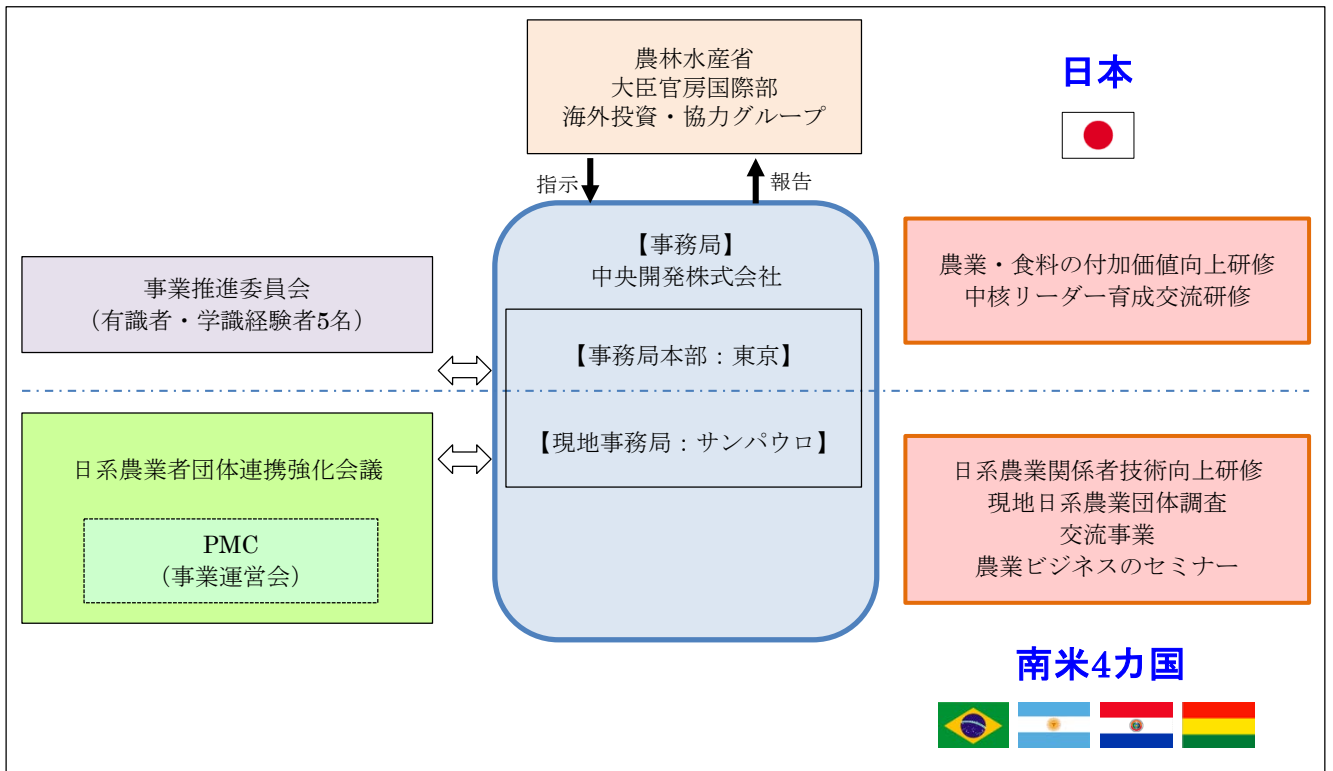 農林水産省
大臣官房国際部
海外投資・協力グループ
日本
指示
報告
【事務局】
中央開発株式会社
事業推進委員会
（有識者・学識経験者5名）
農業・食料の付加価値向上研修
中核リーダー育成交流研修
【事務局本部：東京】
【現地事務局：サンパウロ】
日系農業者団体連携強化会議
PMC
（事業運営会）
日系農業関係者技術向上研修
現地日系農業団体調査
交流事業
農業ビジネスのセミナー
南米4カ国